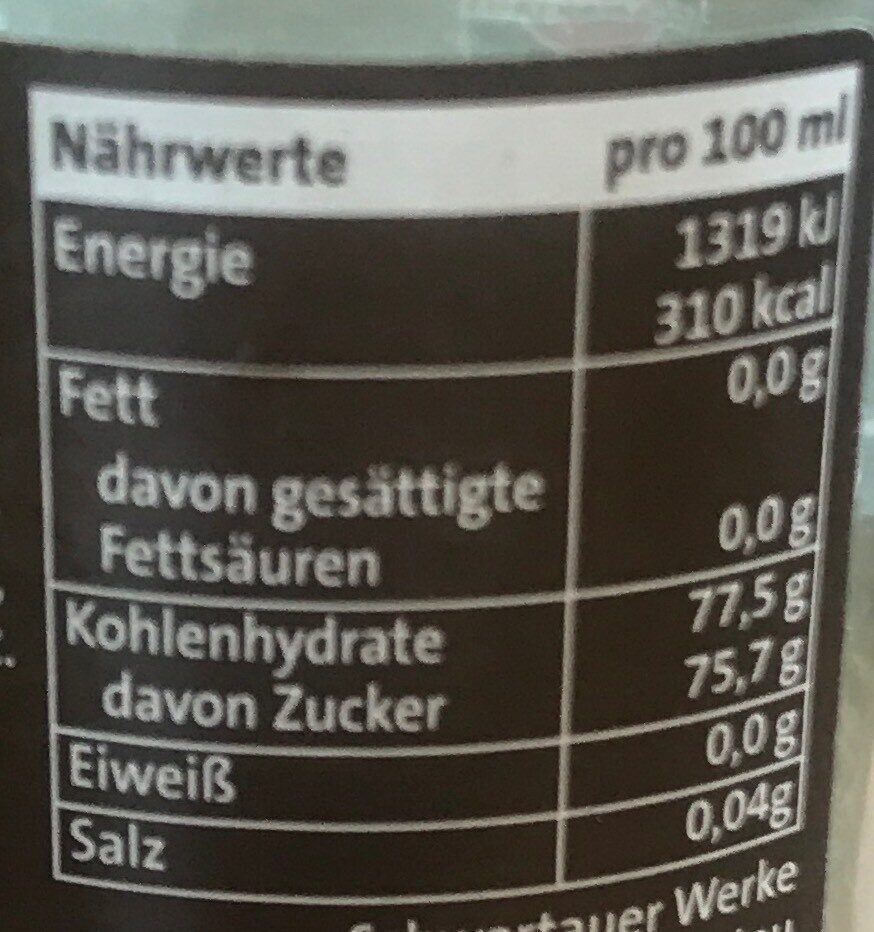 Nährwerte pro 100 ml
Energie 1319 kJ
310 kcal
Fett 0,0 g
davon gesättigte
Fettsäuren 0,0 g
Kohlenhydrate 77,5 g
davon Zucker 75,7 g
Eiweiß 0,0 g
Salz 0,04g
Schwartauer Werke